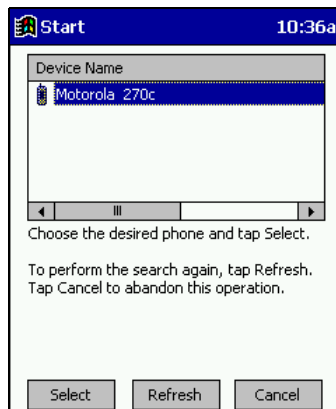 Start 10:36a
Device Name
Motorola 270c
Choose the desired phone and tap Select.
To perform the search again, tap Refresh.
Tap Cancel to abandon this operation.
Select Refresh Cancel